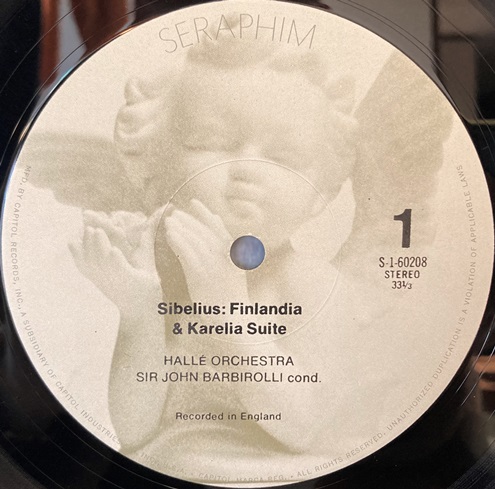 SERAPHIM
1
S-1-60208
STEREO
33⅓
Sibelius: Finlandia
& Karelia Suite
HALLÉ ORCHESTRA
SIR JOHN BARBIROLLI cond.
Recorded in England
MFD. BY CAPITOL RECORDS, INC., A SUBSIDIARY OF CAPITOL INDUSTRIES
MARCA REG. • ALL RIGHTS RESERVED. UNAUTHORIZED DUPLICATION IS A VIOLATION OF APPLICABLE LAWS